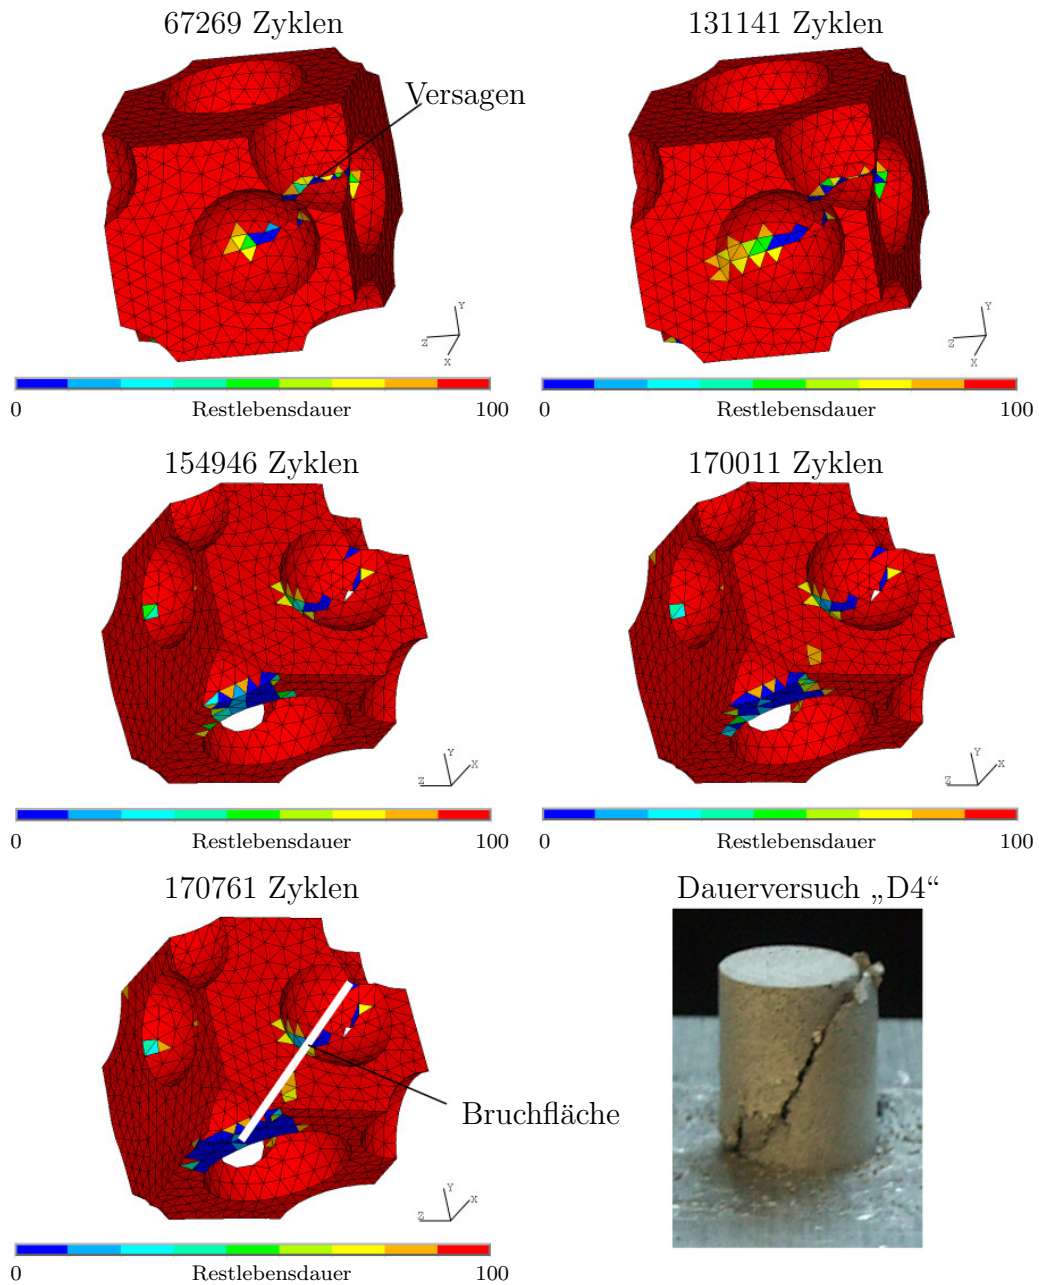 67269 Zyklen
131141 Zyklen
Versagen
Y
Z
X
Y
Z
X
0 Restlebensdauer 100
0 Restlebensdauer 100
154946 Zyklen
170011 Zyklen
Y
X
Z
Y
X
Z
0 Restlebensdauer 100
0 Restlebensdauer 100
170761 Zyklen
Dauerversuch „D4“
Bruchfläche
Y
X
Z
0 Restlebensdauer 100